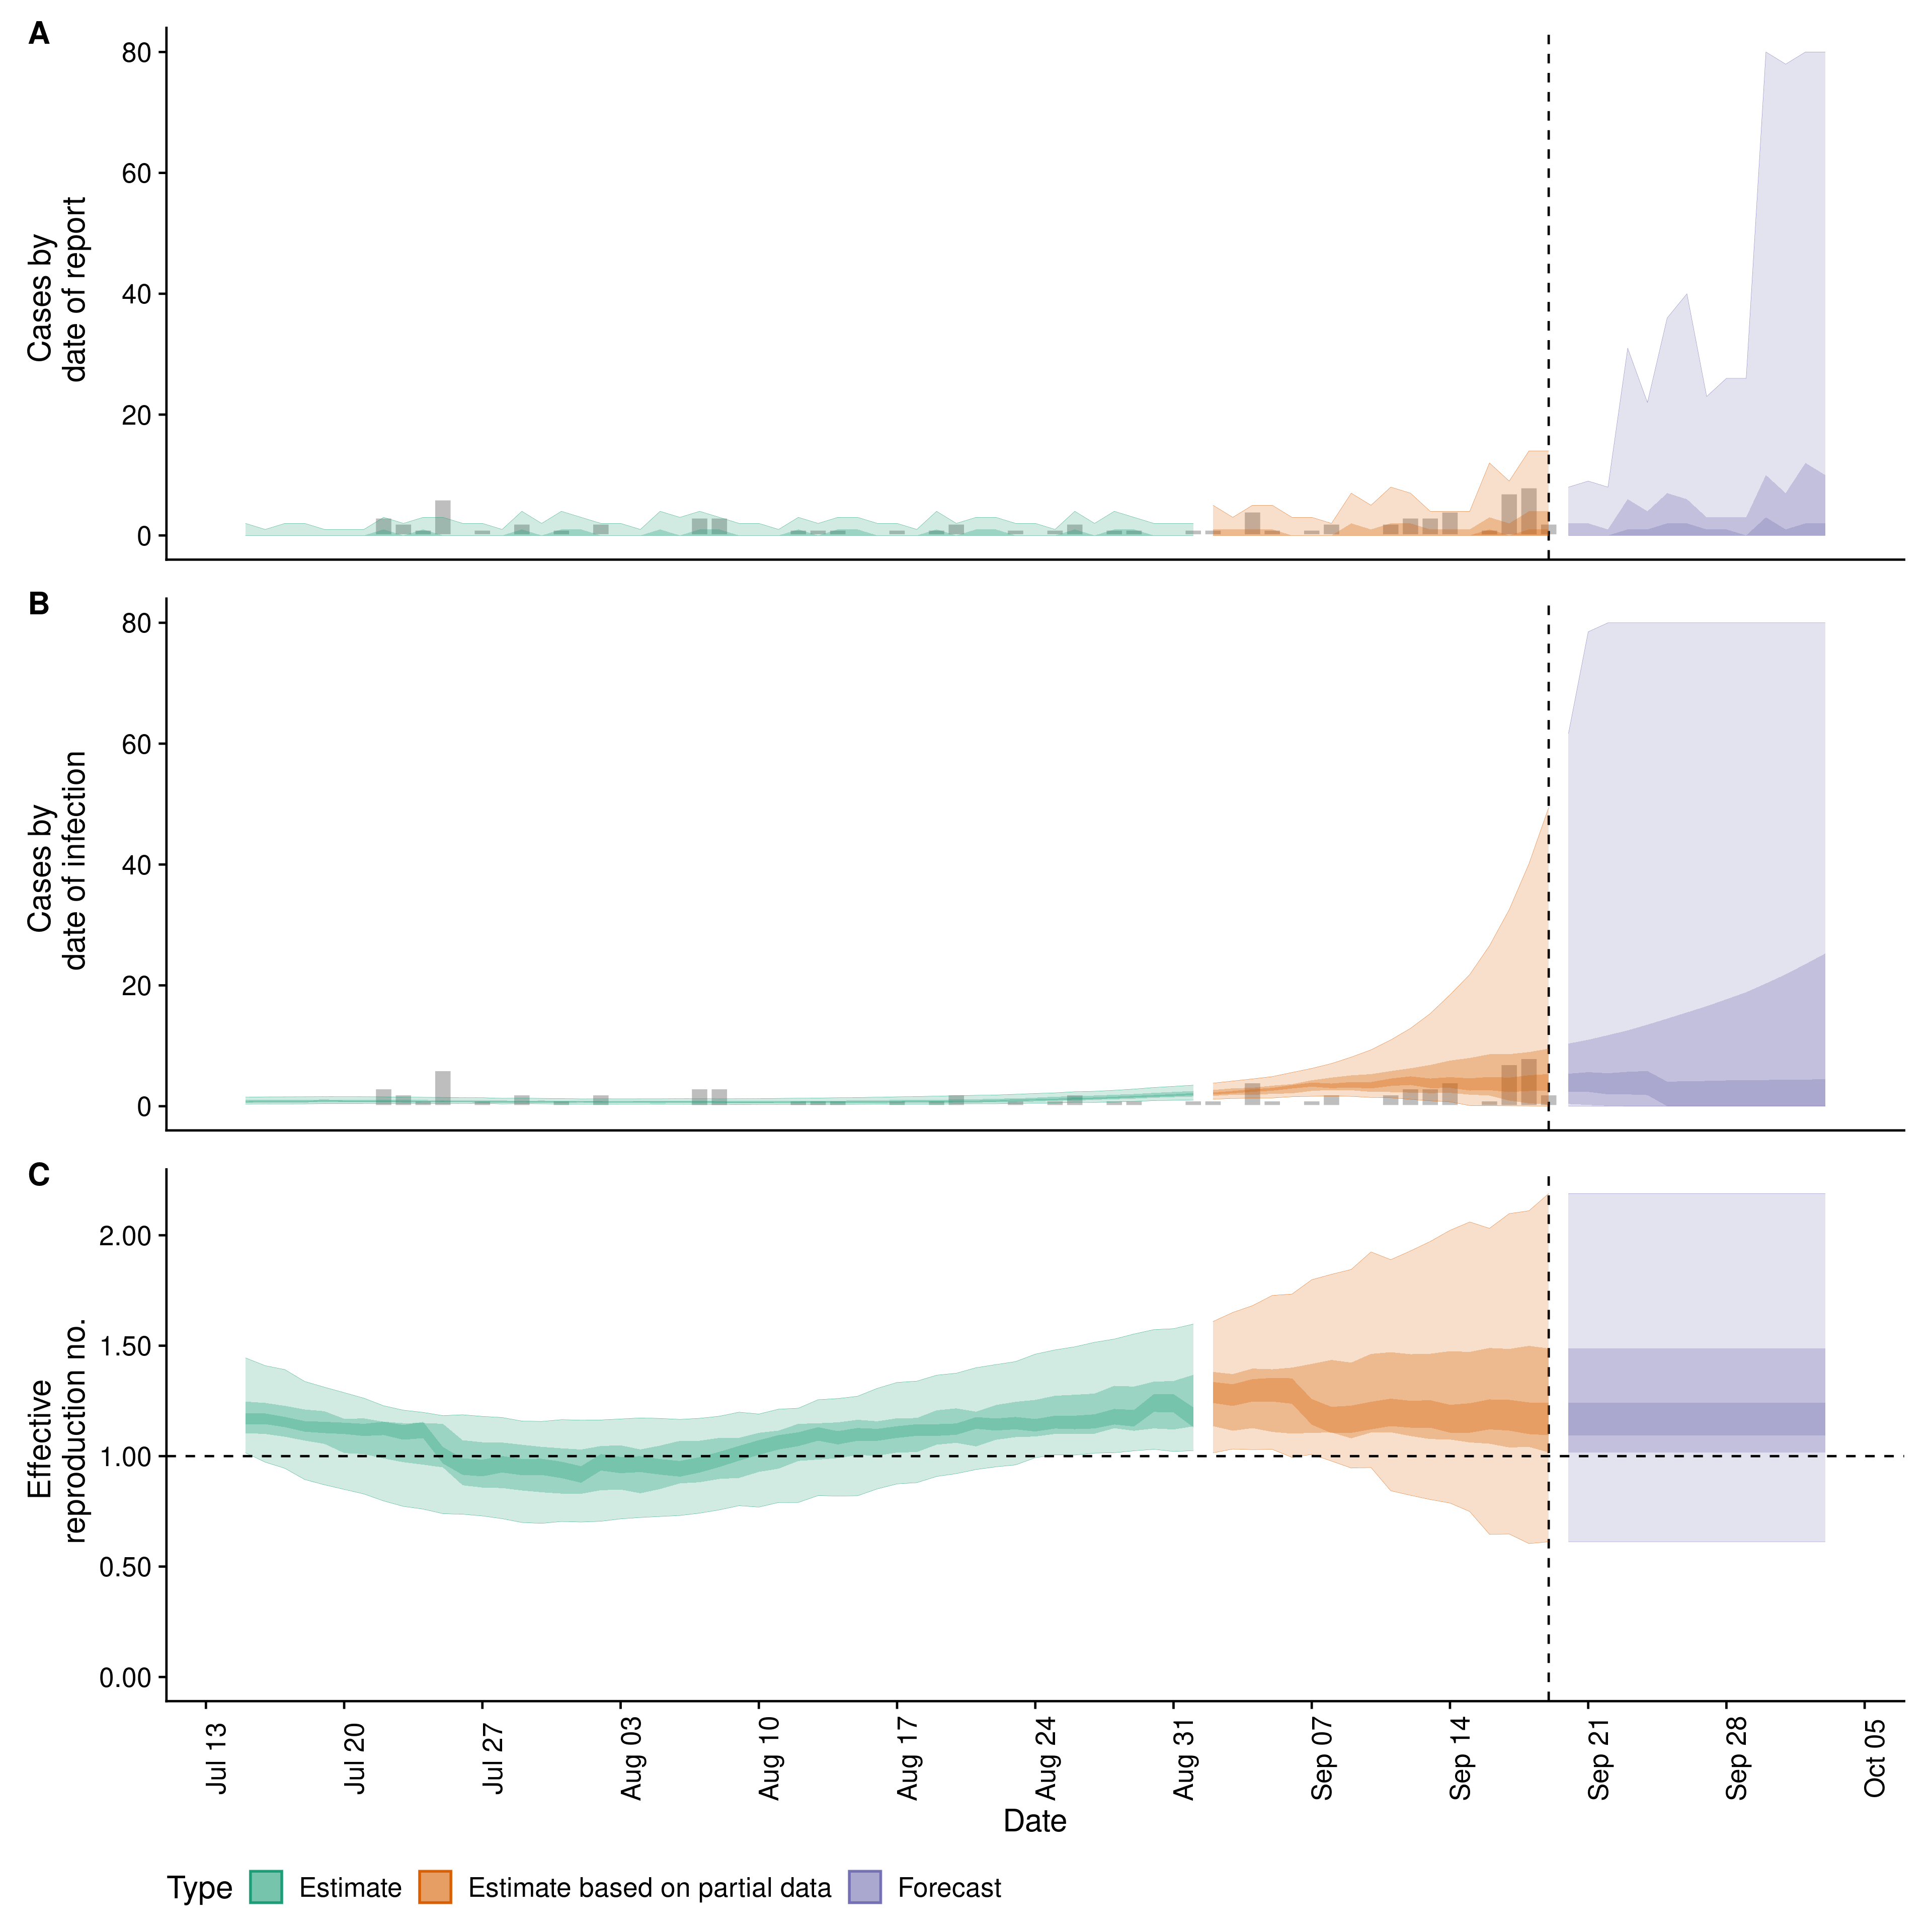 A
80
60
40
20
0
Cases by
date of report
B
80
60
40
20
0
Cases by
date of infection
C
2.00
1.50
1.00
0.50
0.00
Effective
reproduction no.
Jul 13
Jul 20
Jul 27
Aug 03
Aug 10
Aug 17
Aug 24
Aug 31
Sep 07
Sep 14
Sep 21
Sep 28
Oct 05
Date
Type Estimate Estimate based on partial data Forecast